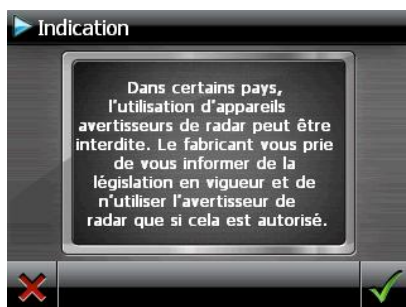 Indication
Dans certains pays,
l'utilisation d'appareils
avertisseurs de radar peut être
interdite. Le fabricant vous prie
de vous informer de la
législation en vigueur et de
n'utiliser l'avertisseur de
radar que si cela est autorisé.